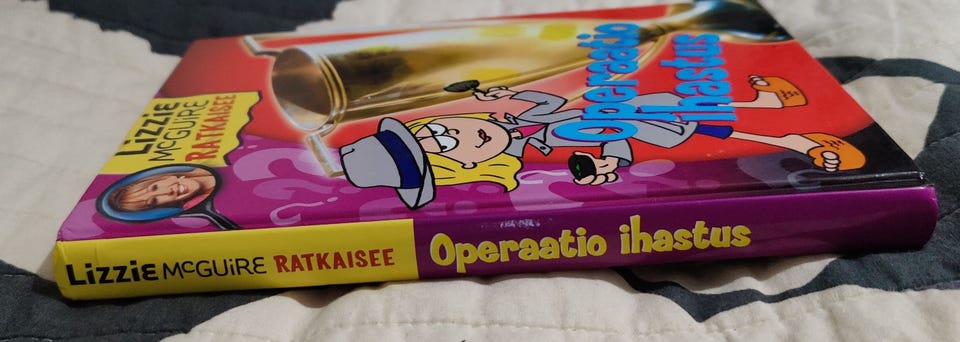 Lizzie
McGuire
RATKAISEE
Operaatio
ihastus
Lizzie McGuire RATKAISEE Operaatio ihastus